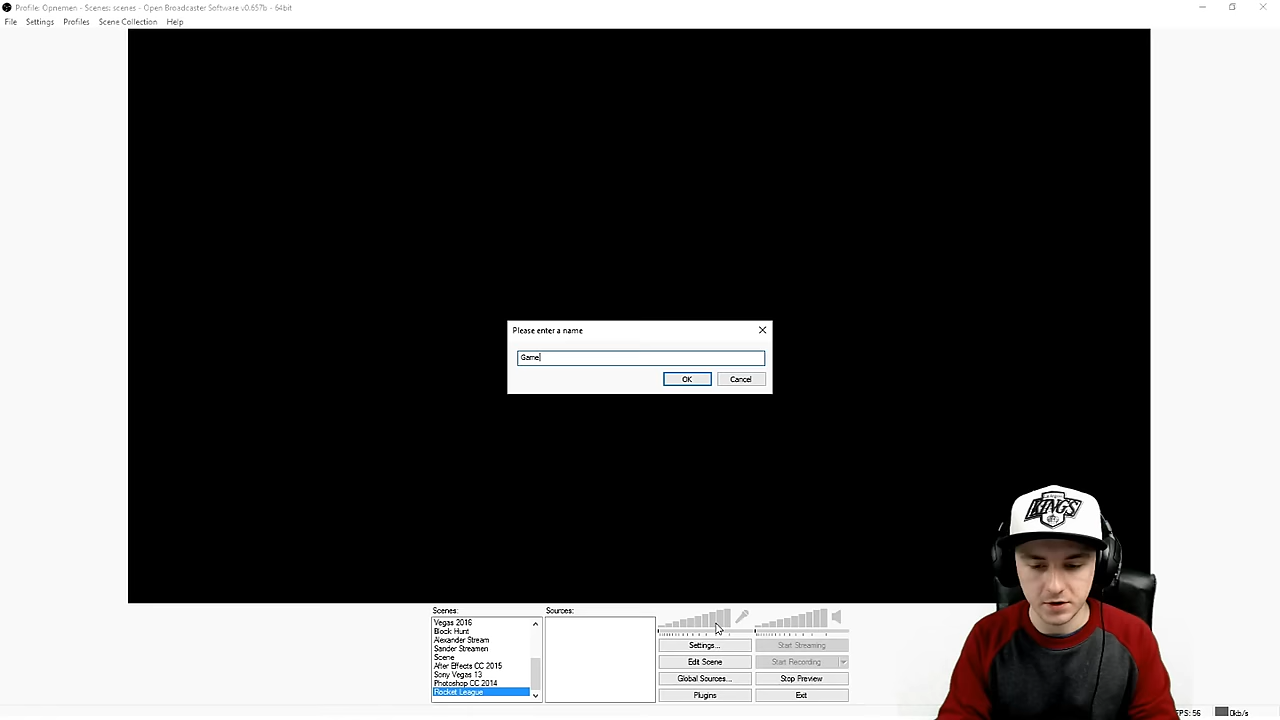 Profile: Opnemen - Scenes: scenes - Open Broadcaster Software v0.657b - 64bit
File Settings Profiles Scene Collection Help
Please enter a name
Game
OK Cancel
Scenes: Sources:
Vegas 2016
Block Hunt
Alexander Stream
Sander Streamen
Scene
After Effects CC 2015
Sony Vegas 13
Photoshop CC 2014
Rocket League
Settings... Start Streaming
Edit Scene Start Recording
Global Sources... Stop Preview
Plugins Exit
KINGS
FPS: 56 0kb/s